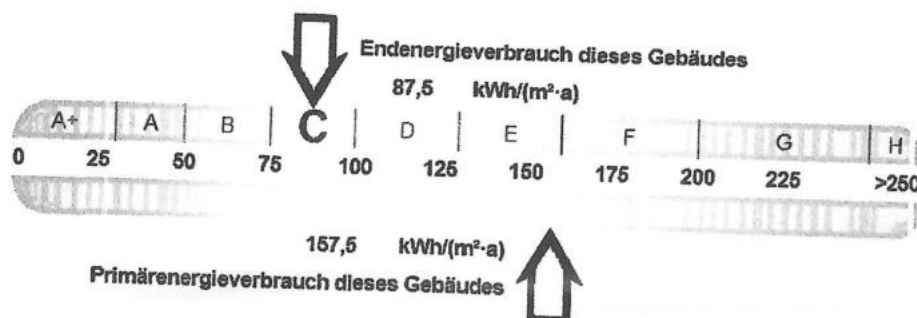 Endenergieverbrauch dieses Gebäudes
87,5 kWh/(m²·a)
A+ A B C D E F G H
0 25 50 75 100 125 150 175 200 225 >250
157,5 kWh/(m²·a)
Primärenergieverbrauch dieses Gebäudes